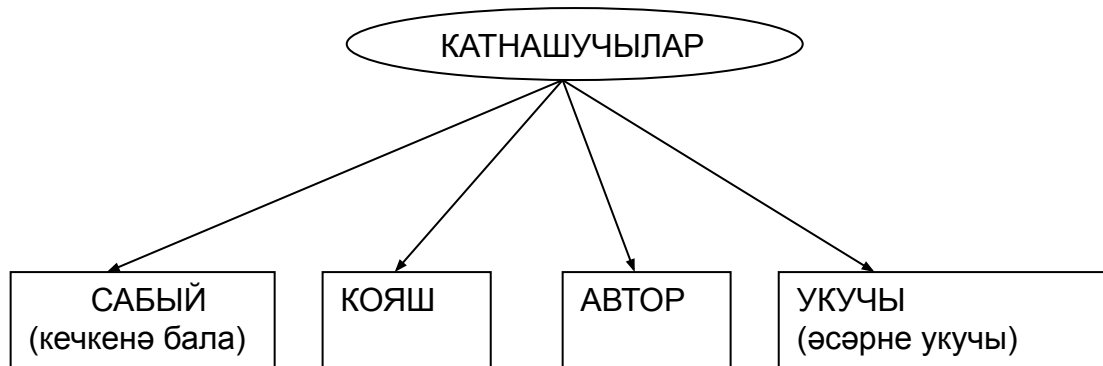 КАТНАШУЧЫЛАР
САБЫЙ
(кечкенә бала)
КОЯШ
АВТОР
УКУЧЫ
(әсәрне укучы)